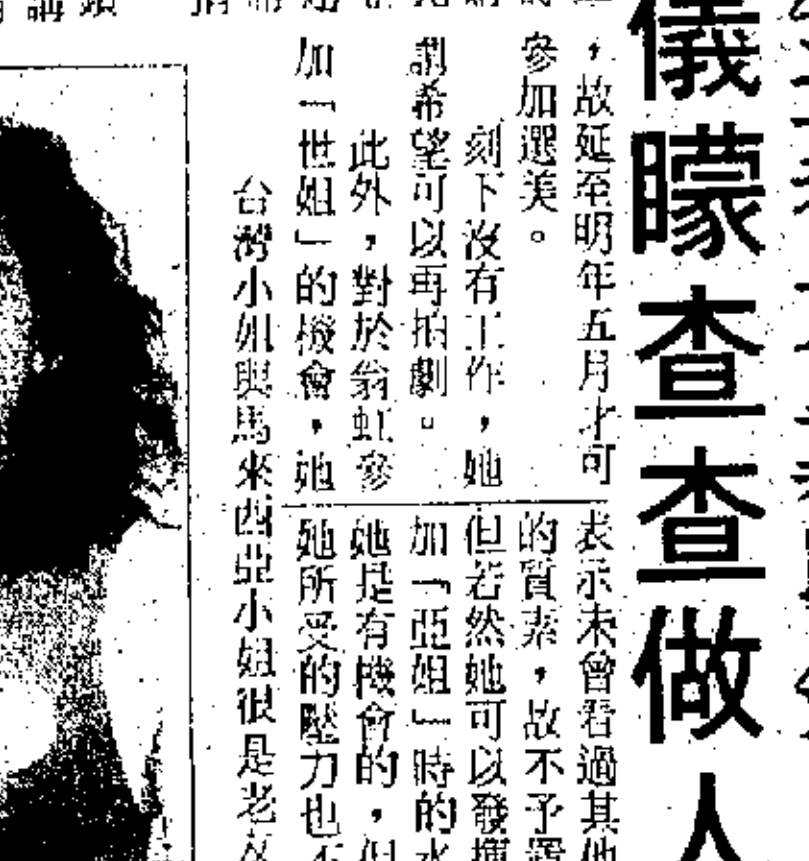 儀矇查查做人
，故延至明年五月才可
參加選美。
刻下沒有工作，她
謂希望可以再拍劇。
此外，對於翁虹參
加「世姐」的機會，她
表示未曾看過其他
的質素，故不予置
但若然她可以發揮
加「亞姐」時的水
她是有機會的，但
她所受的壓力也不
台灣小姐與馬來西亞小姐很是老友